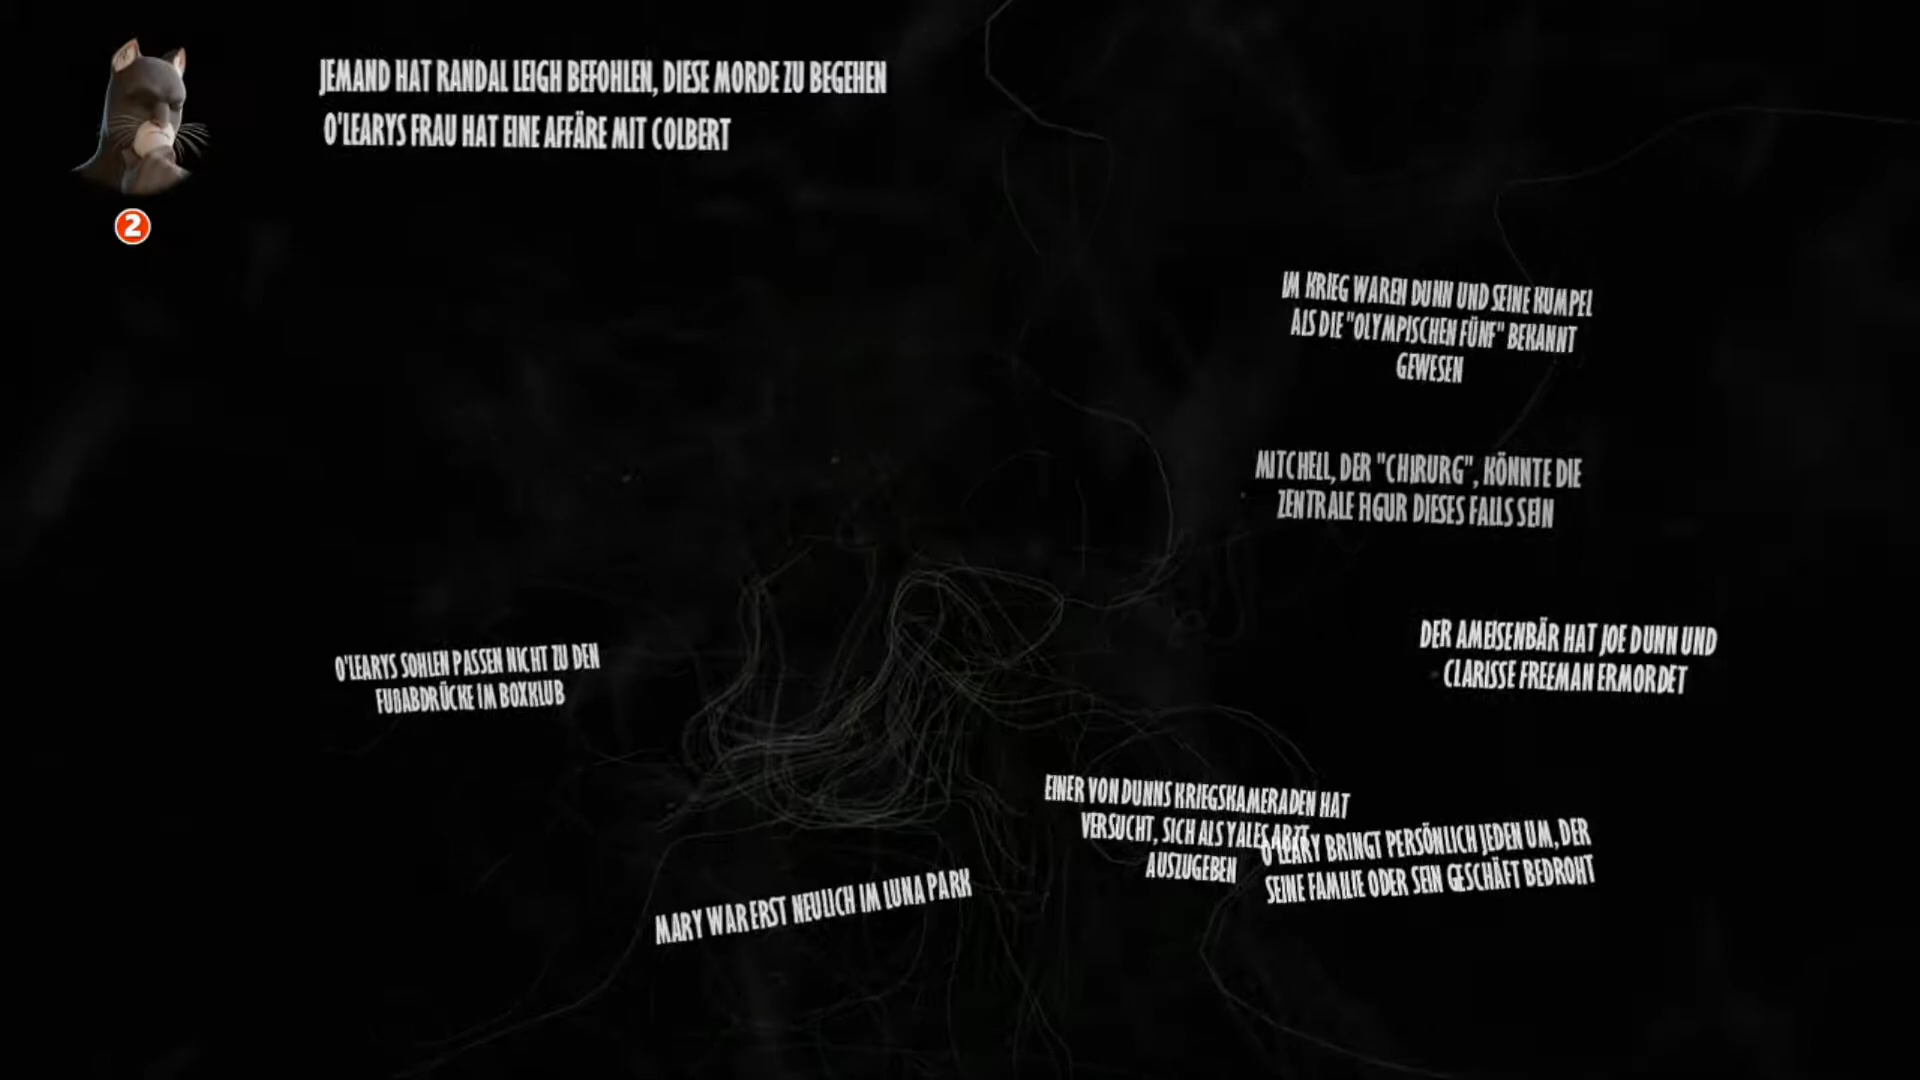 JEMAND HAT RANDAL LEIGH BEFOHLEN, DIESE MORDE ZU BEGEHEN
O'LEARYS FRAU HAT EINE AFFÄRE MIT COLBERT
2
IM KRIEG WAREN DUNN UND SEINE KUMPEL
ALS DIE "OLYMPISCHEN FÜNF" BEKANNT
GEWESEN
MITCHELL, DER "CHIRURG", KÖNNTE DIE
ZENTRALE FIGUR DIESES FALLS SEIN
DER AMEISENBÄR HAT JOE DUNN UND
CLARISSE FREEMAN ERMORDET
O'LEARYS SOHLEN PASSEN NICHT ZU DEN
FUßABDRÜCKE IM BOXKLUB
EINER VON DUNNS KRIEGSKAMERADEN HAT
VERSUCHT, SICH ALS YALES ARZT
AUSZUGEBEN
O'LEARY BRINGT PERSÖNLICH JEDEN UM, DER
SEINE FAMILIE ODER SEIN GESCHÄFT BEDROHT
MARY WAR ERST NEULICH IM LUNA PARK